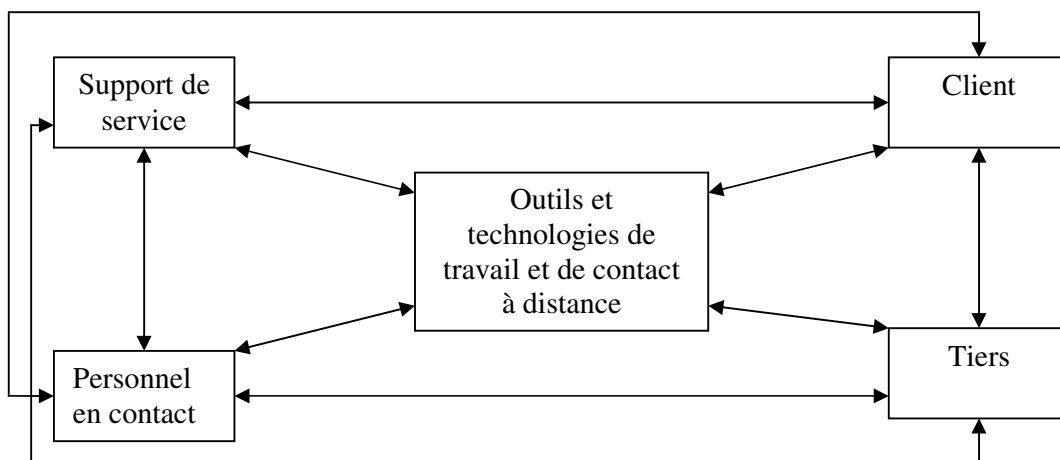 Support de
service
Client
Outils et
technologies de
travail et de contact
à distance
Personnel
en contact
Tiers